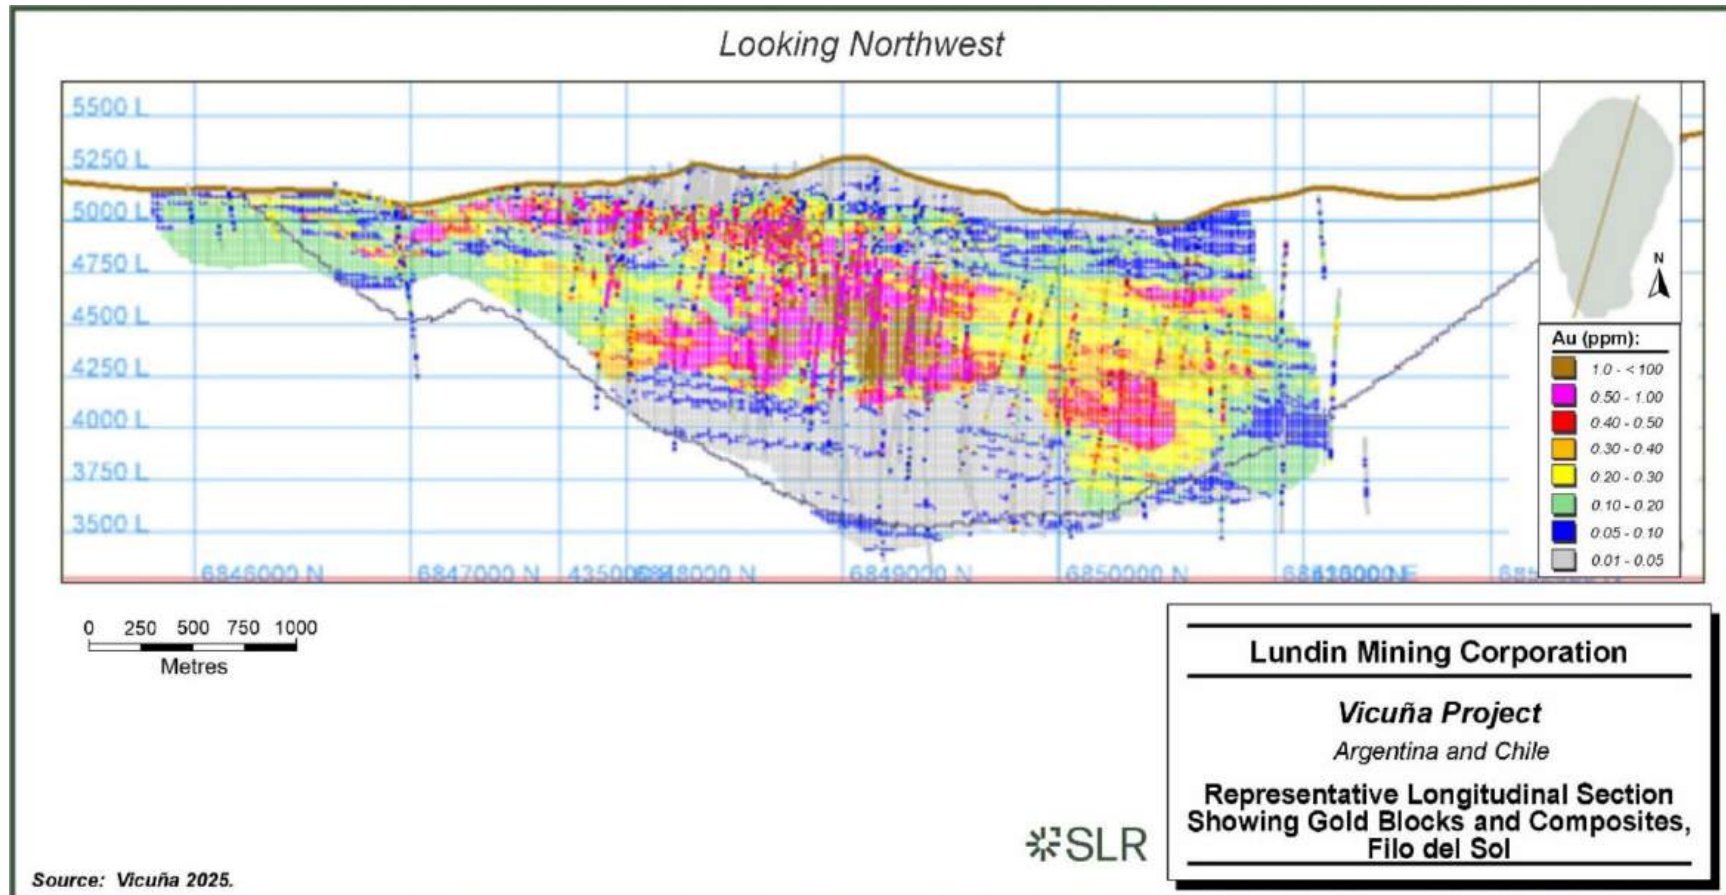 Looking Northwest
5500 L
5250 L
5000 L
4750 L
4500 L
4250 L
4000 L
3750 L
3500 L
6846000 N
6847000 N
6849000 N
6850000 N
N
Au (ppm):
1.0 - < 100
0.50 - 1.00
0.40 - 0.50
0.30 - 0.40
0.20 - 0.30
0.10 - 0.20
0.05 - 0.10
0.01 - 0.05
0 250 500 750 1000
Metres
Lundin Mining Corporation
Vicuña Project
Argentina and Chile
Representative Longitudinal Section
Showing Gold Blocks and Composites,
Filo del Sol
SLR
Source: Vicuña 2025.